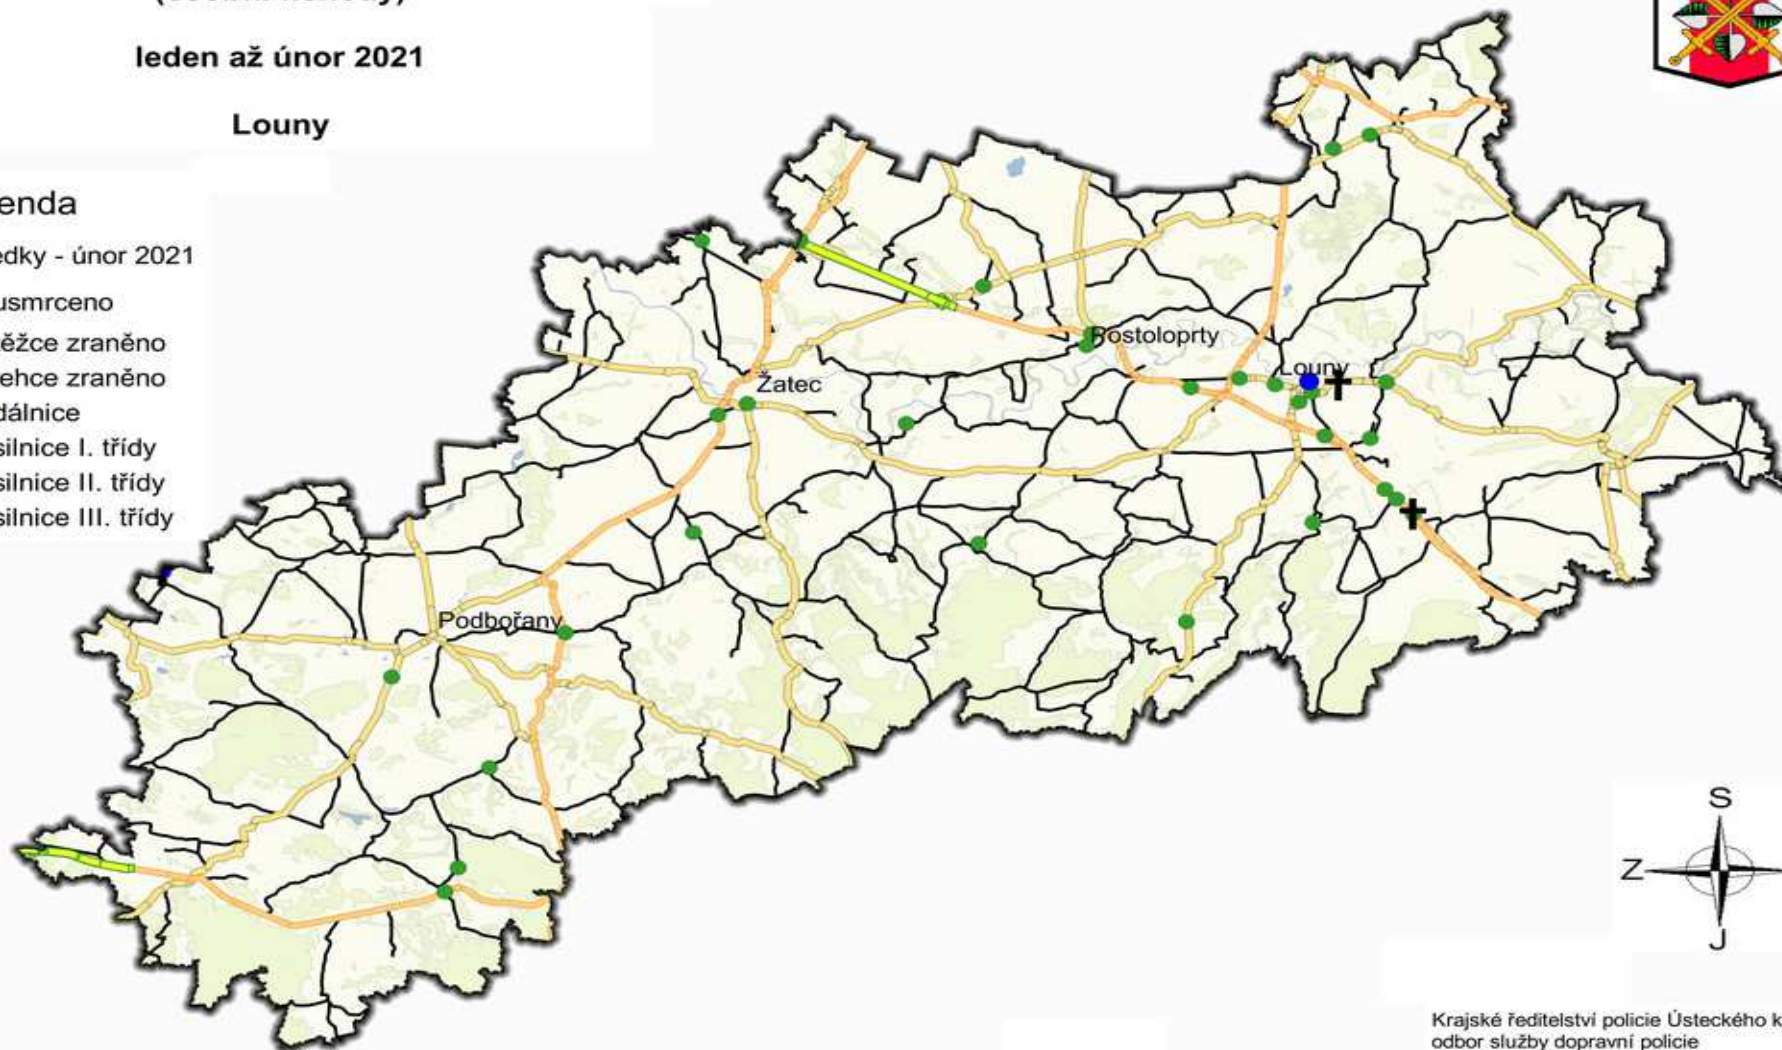 leden až únor 2021
Louny
enda
edky - únor 2021
usmrceno
ěžce zraněno
ehce zraněno
dálnice
silnice I. třídy
silnice II. třídy
silnice III. třídy
Postoloprty
Louny
Žatec
Podbořany
S
Z
J
Krajské ředitelství policie Ústeckého k
odbor služby dopravní policie